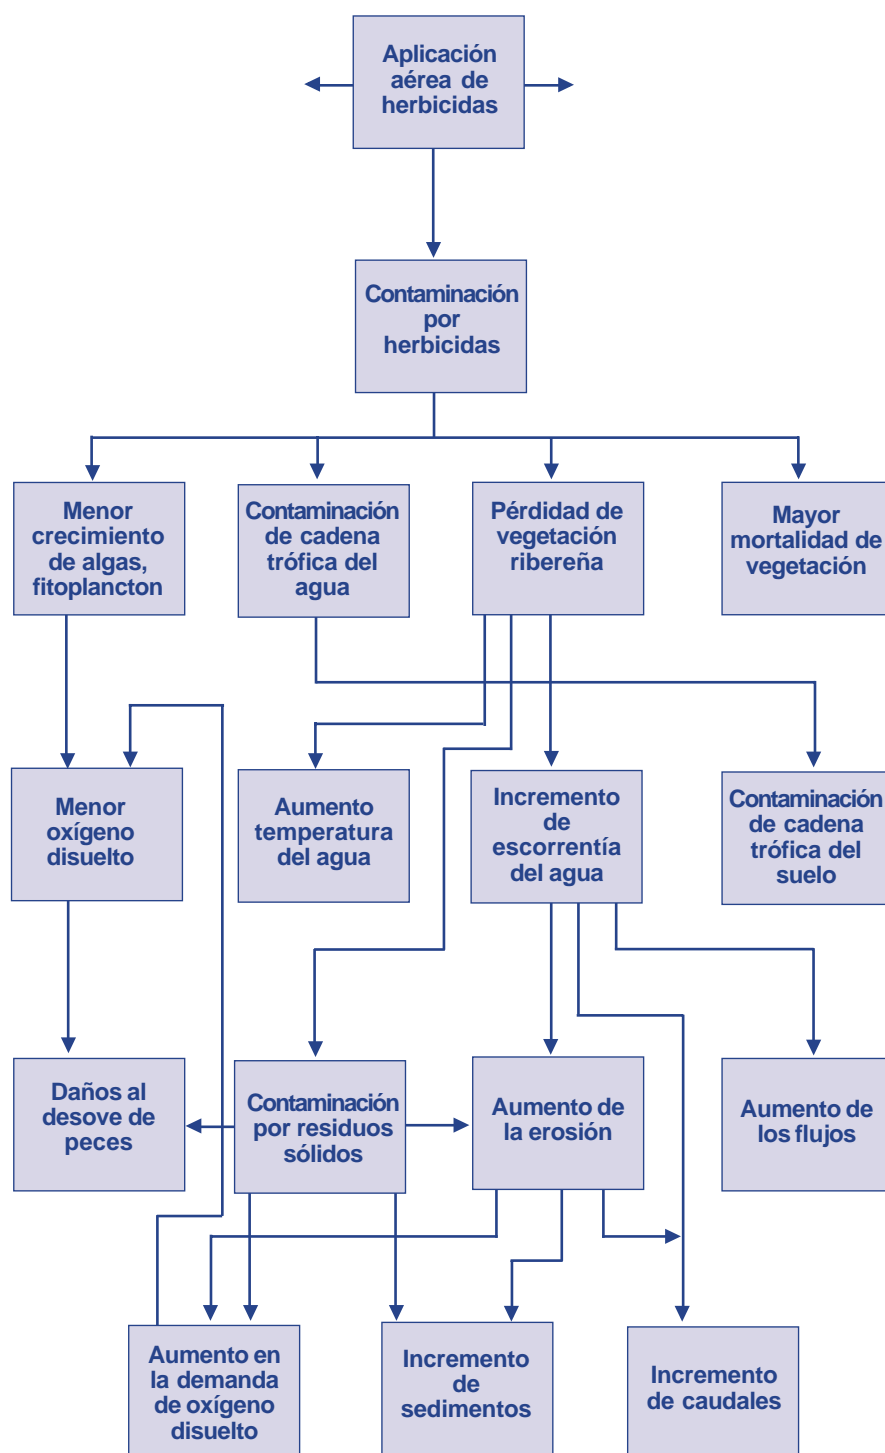 Aplicación
aérea de
herbicidas
Contaminación
por
herbicidas
Menor
crecimiento
de algas,
fitoplancton
Contaminación
de cadena
trófica del
agua
Pérdidad de
vegetación
ribereña
Mayor
mortalidad de
vegetación
Menor
oxígeno
disuelto
Aumento
temperatura
del agua
Incremento
de
escorrentía
del agua
Contaminación
de cadena
trófica del
suelo
Daños al
desove de
peces
Contaminación
por residuos
sólidos
Aumento de
la erosión
Aumento de
los flujos
Aumento en
la demanda
de oxígeno
disuelto
Incremento
de
sedimentos
Incremento
de caudales